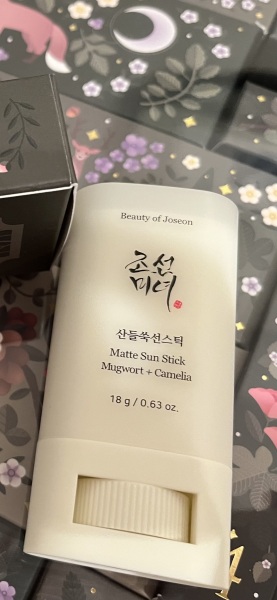 Beauty of Joseon
조선
미녀
산들쑥선스틱
Matte Sun Stick
Mugwort + Camelia
18 g / 0.63 oz.